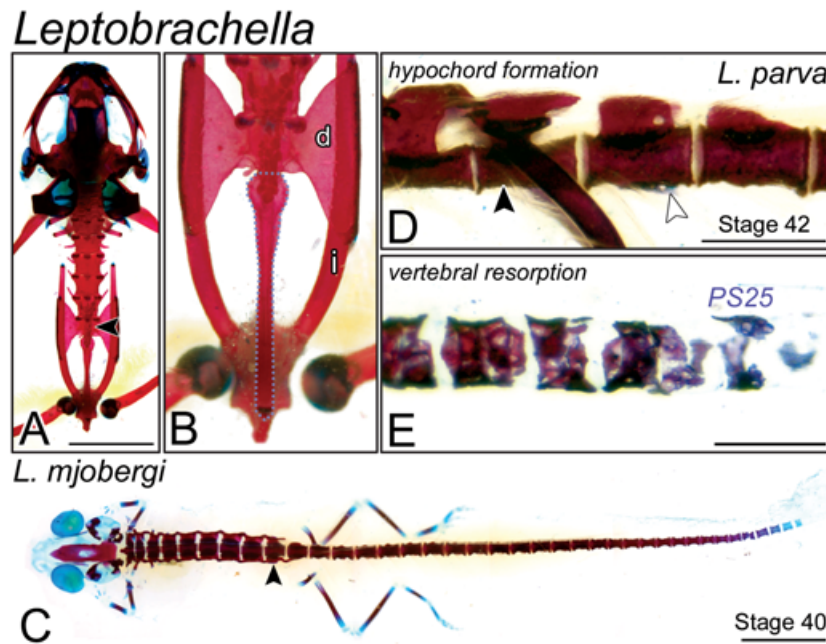 Leptobrachella
A
B
d
i
hypochord formation
L. parva
D
Stage 42
vertebral resorption
PS25
E
L. mjobergi
C
Stage 40